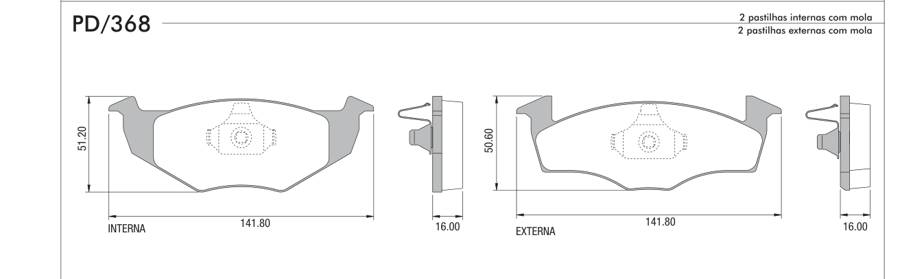 PD/368
2 pastilhas internas com mola
2 pastilhas externas com mola
51.20
141.80
INTERNA
16.00
50.60
141.80
EXTERNA
16.00